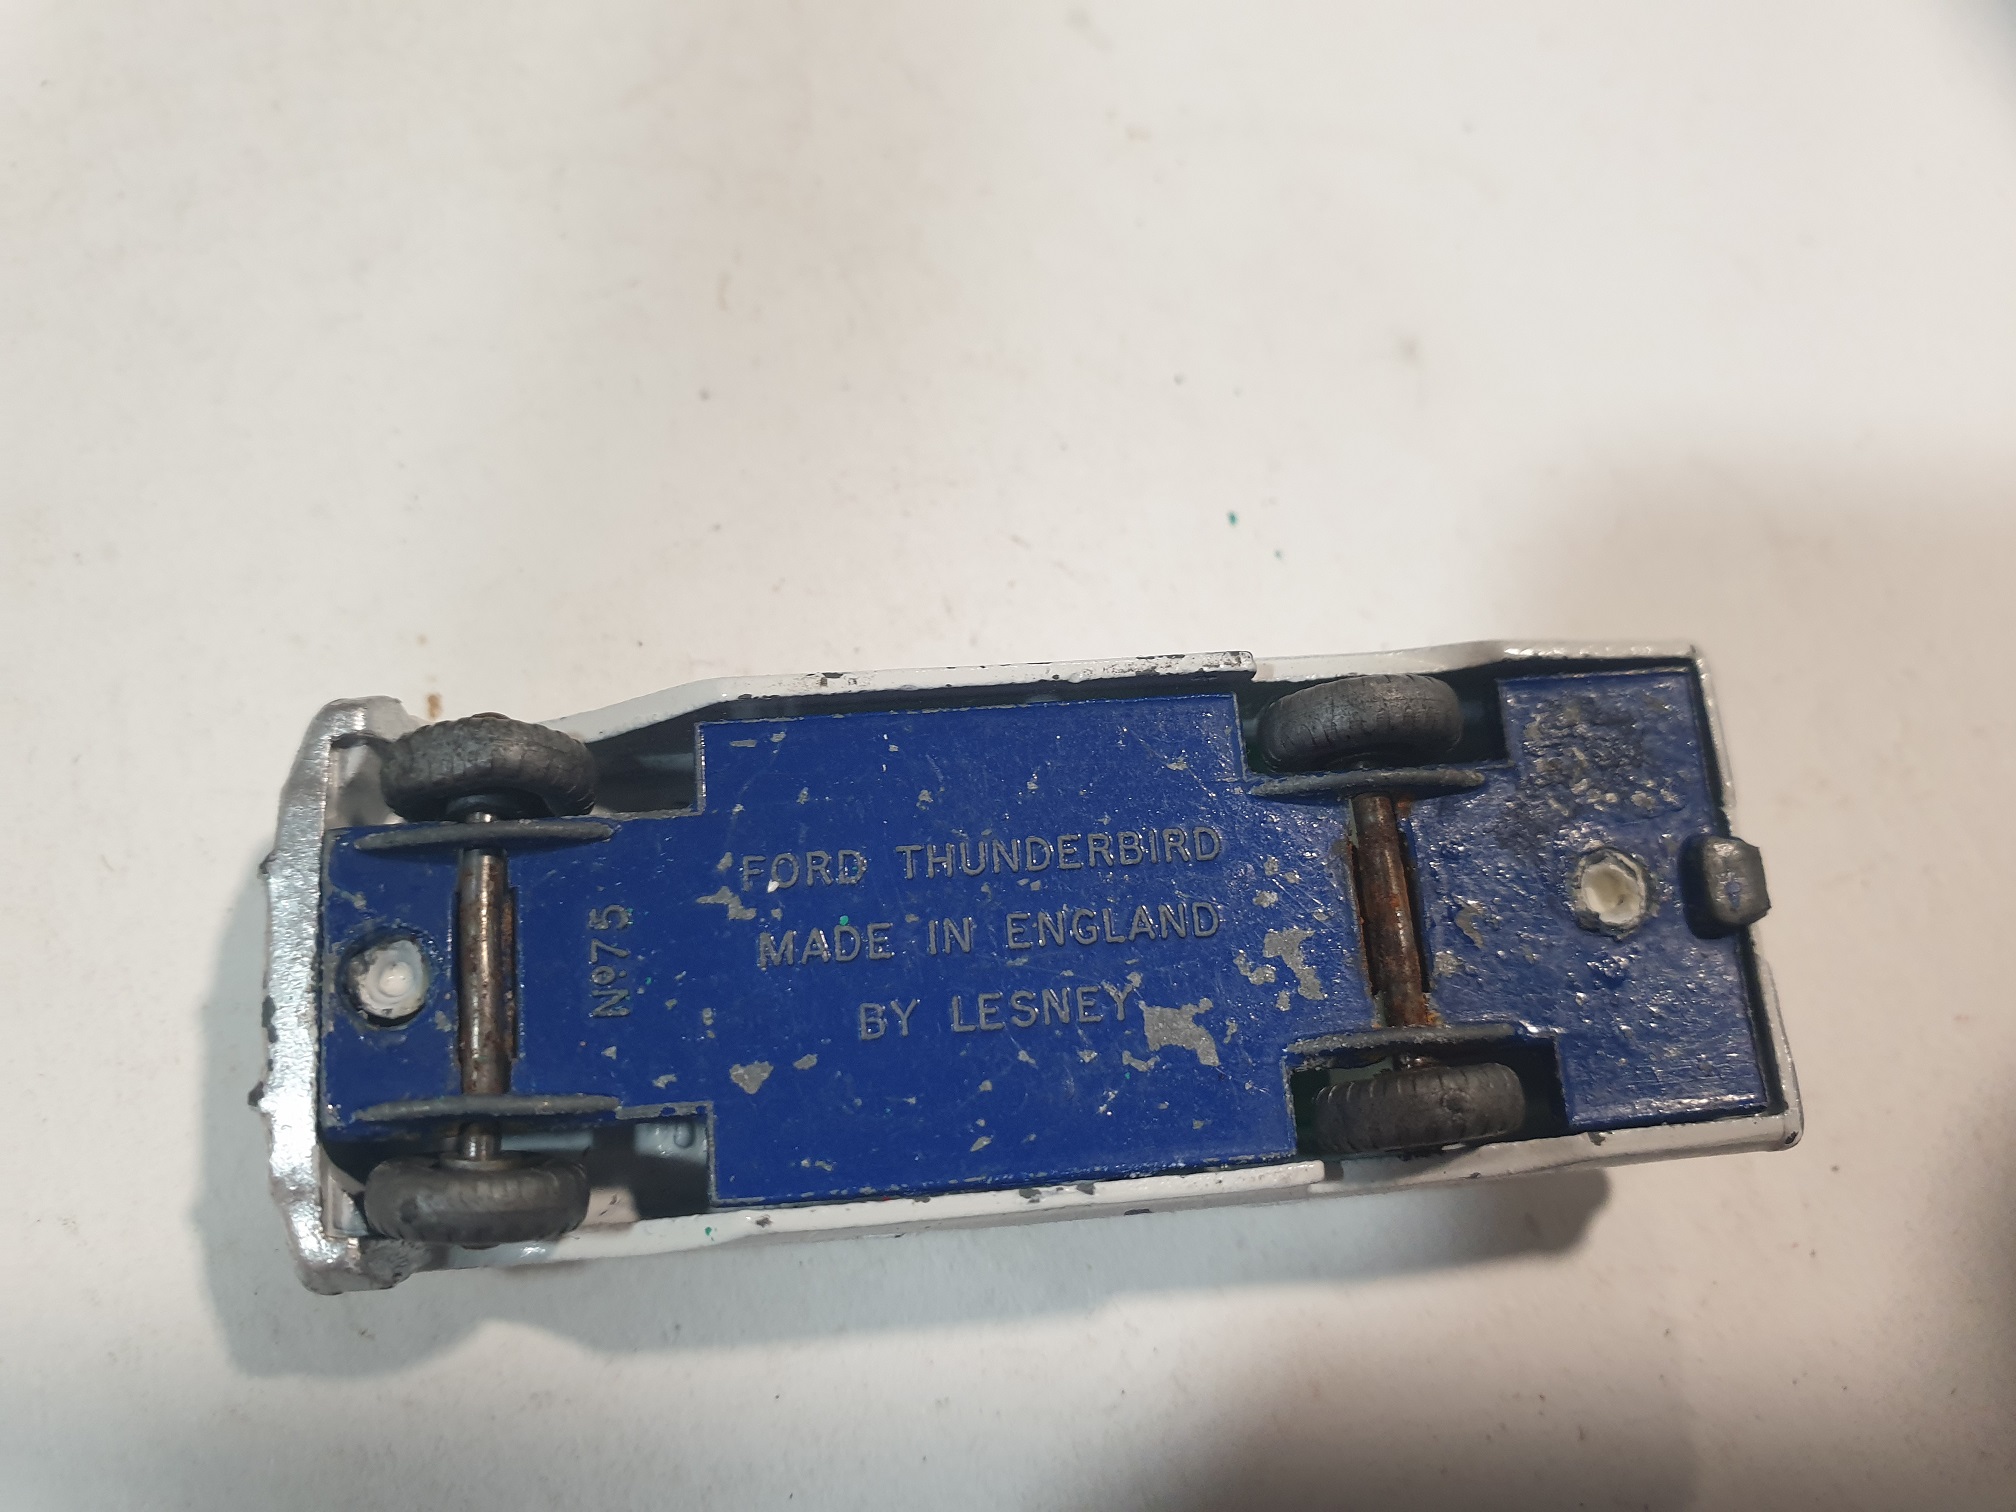 FORD THUNDERBIRD
MADE IN ENGLAND
BY LESNEY
Nº75